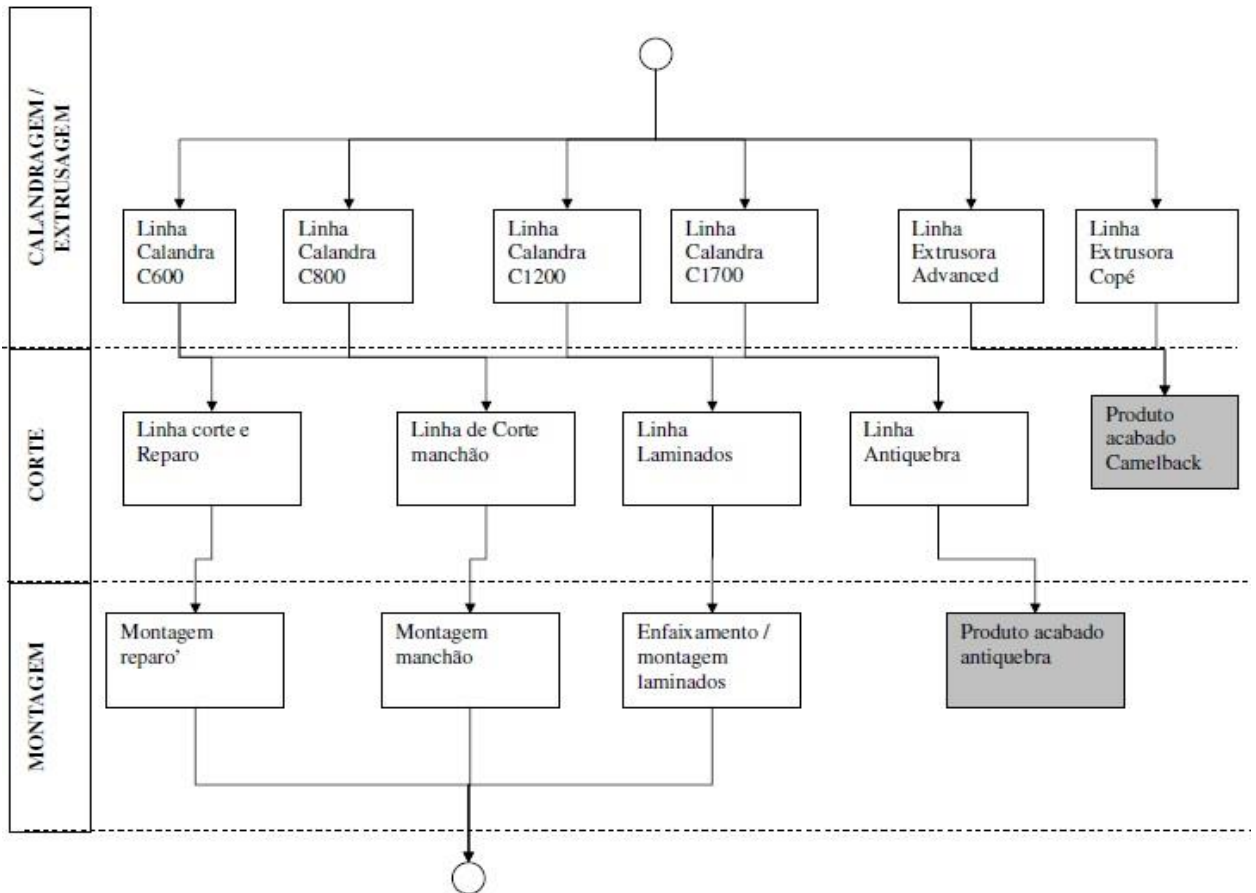 CALANDRAGEM /
EXTRUSAGEM
Linha
Calandra
C600
Linha
Calandra
C800
Linha
Calandra
C1200
Linha
Calandra
C1700
Linha
Extrusora
Advanced
Linha
Extrusora
Copé
CORTE
Linha corte e
Reparo
Linha de Corte
manchão
Linha
Laminados
Linha
Antiquebra
Produto
acabado
Camelback
MONTAGEM
Montagem
reparo’
Montagem
manchão
Enfaixamento /
montagem
laminados
Produto acabado
antiquebra